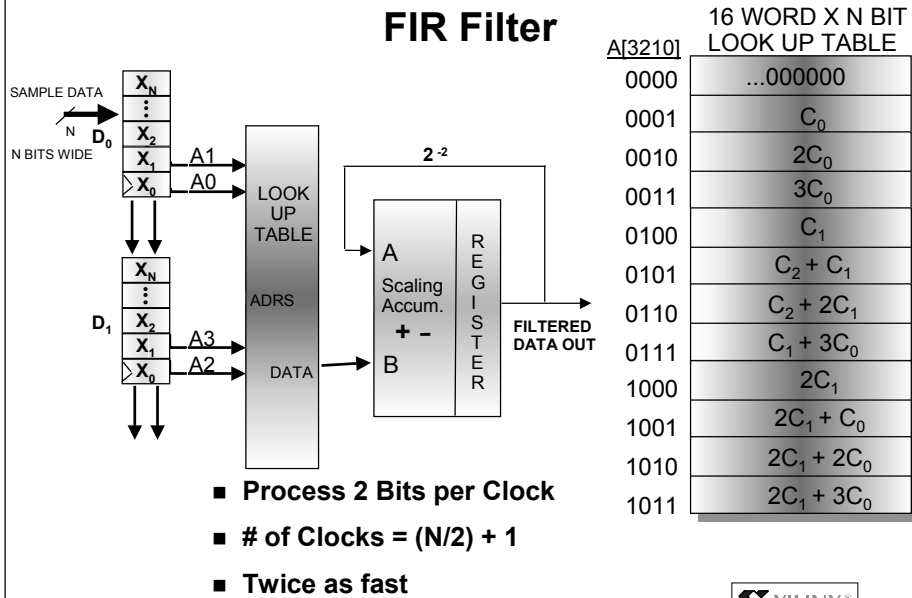 FIR Filter
16 WORD X N BIT
LOOK UP TABLE
A[3210]
0000 ...000000
0001 C0
0010 2C0
0011 3C0
0100 C1
0101 C2 + C1
0110 C2 + 2C1
0111 C1 + 3C0
1000 2C1
1001 2C1 + C0
1010 2C1 + 2C0
1011 2C1 + 3C0
SAMPLE DATA
N
N BITS WIDE
D0
XN
⋮
X2
X1
X0
A1
A0
D1
XN
⋮
X2
X1
X0
A3
A2
LOOK
UP
TABLE
ADRS
DATA
2 -2
A
Scaling
Accum.
+ -
B
REGISTER
FILTERED
DATA OUT
■ Process 2 Bits per Clock
■ # of Clocks = (N/2) + 1
■ Twice as fast